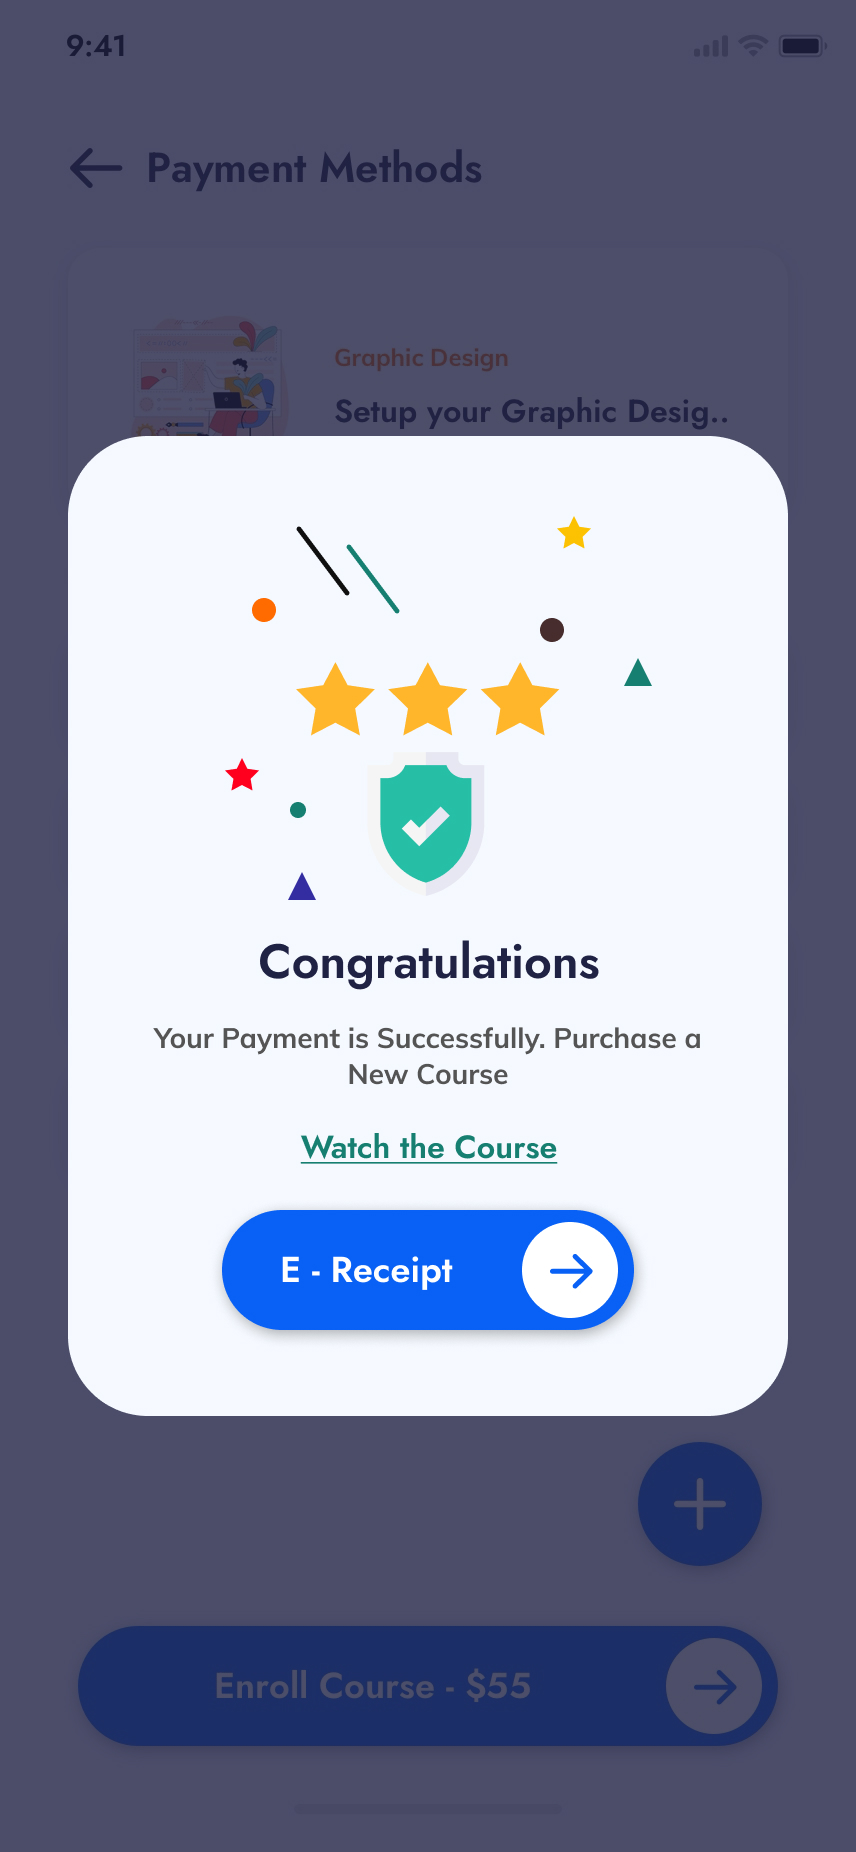 9:41
Payment Methods
Graphic Design
Setup your Graphic Desig..
Congratulations
Your Payment is Successfully. Purchase a
New Course
Watch the Course
E - Receipt
Enroll Course - $55